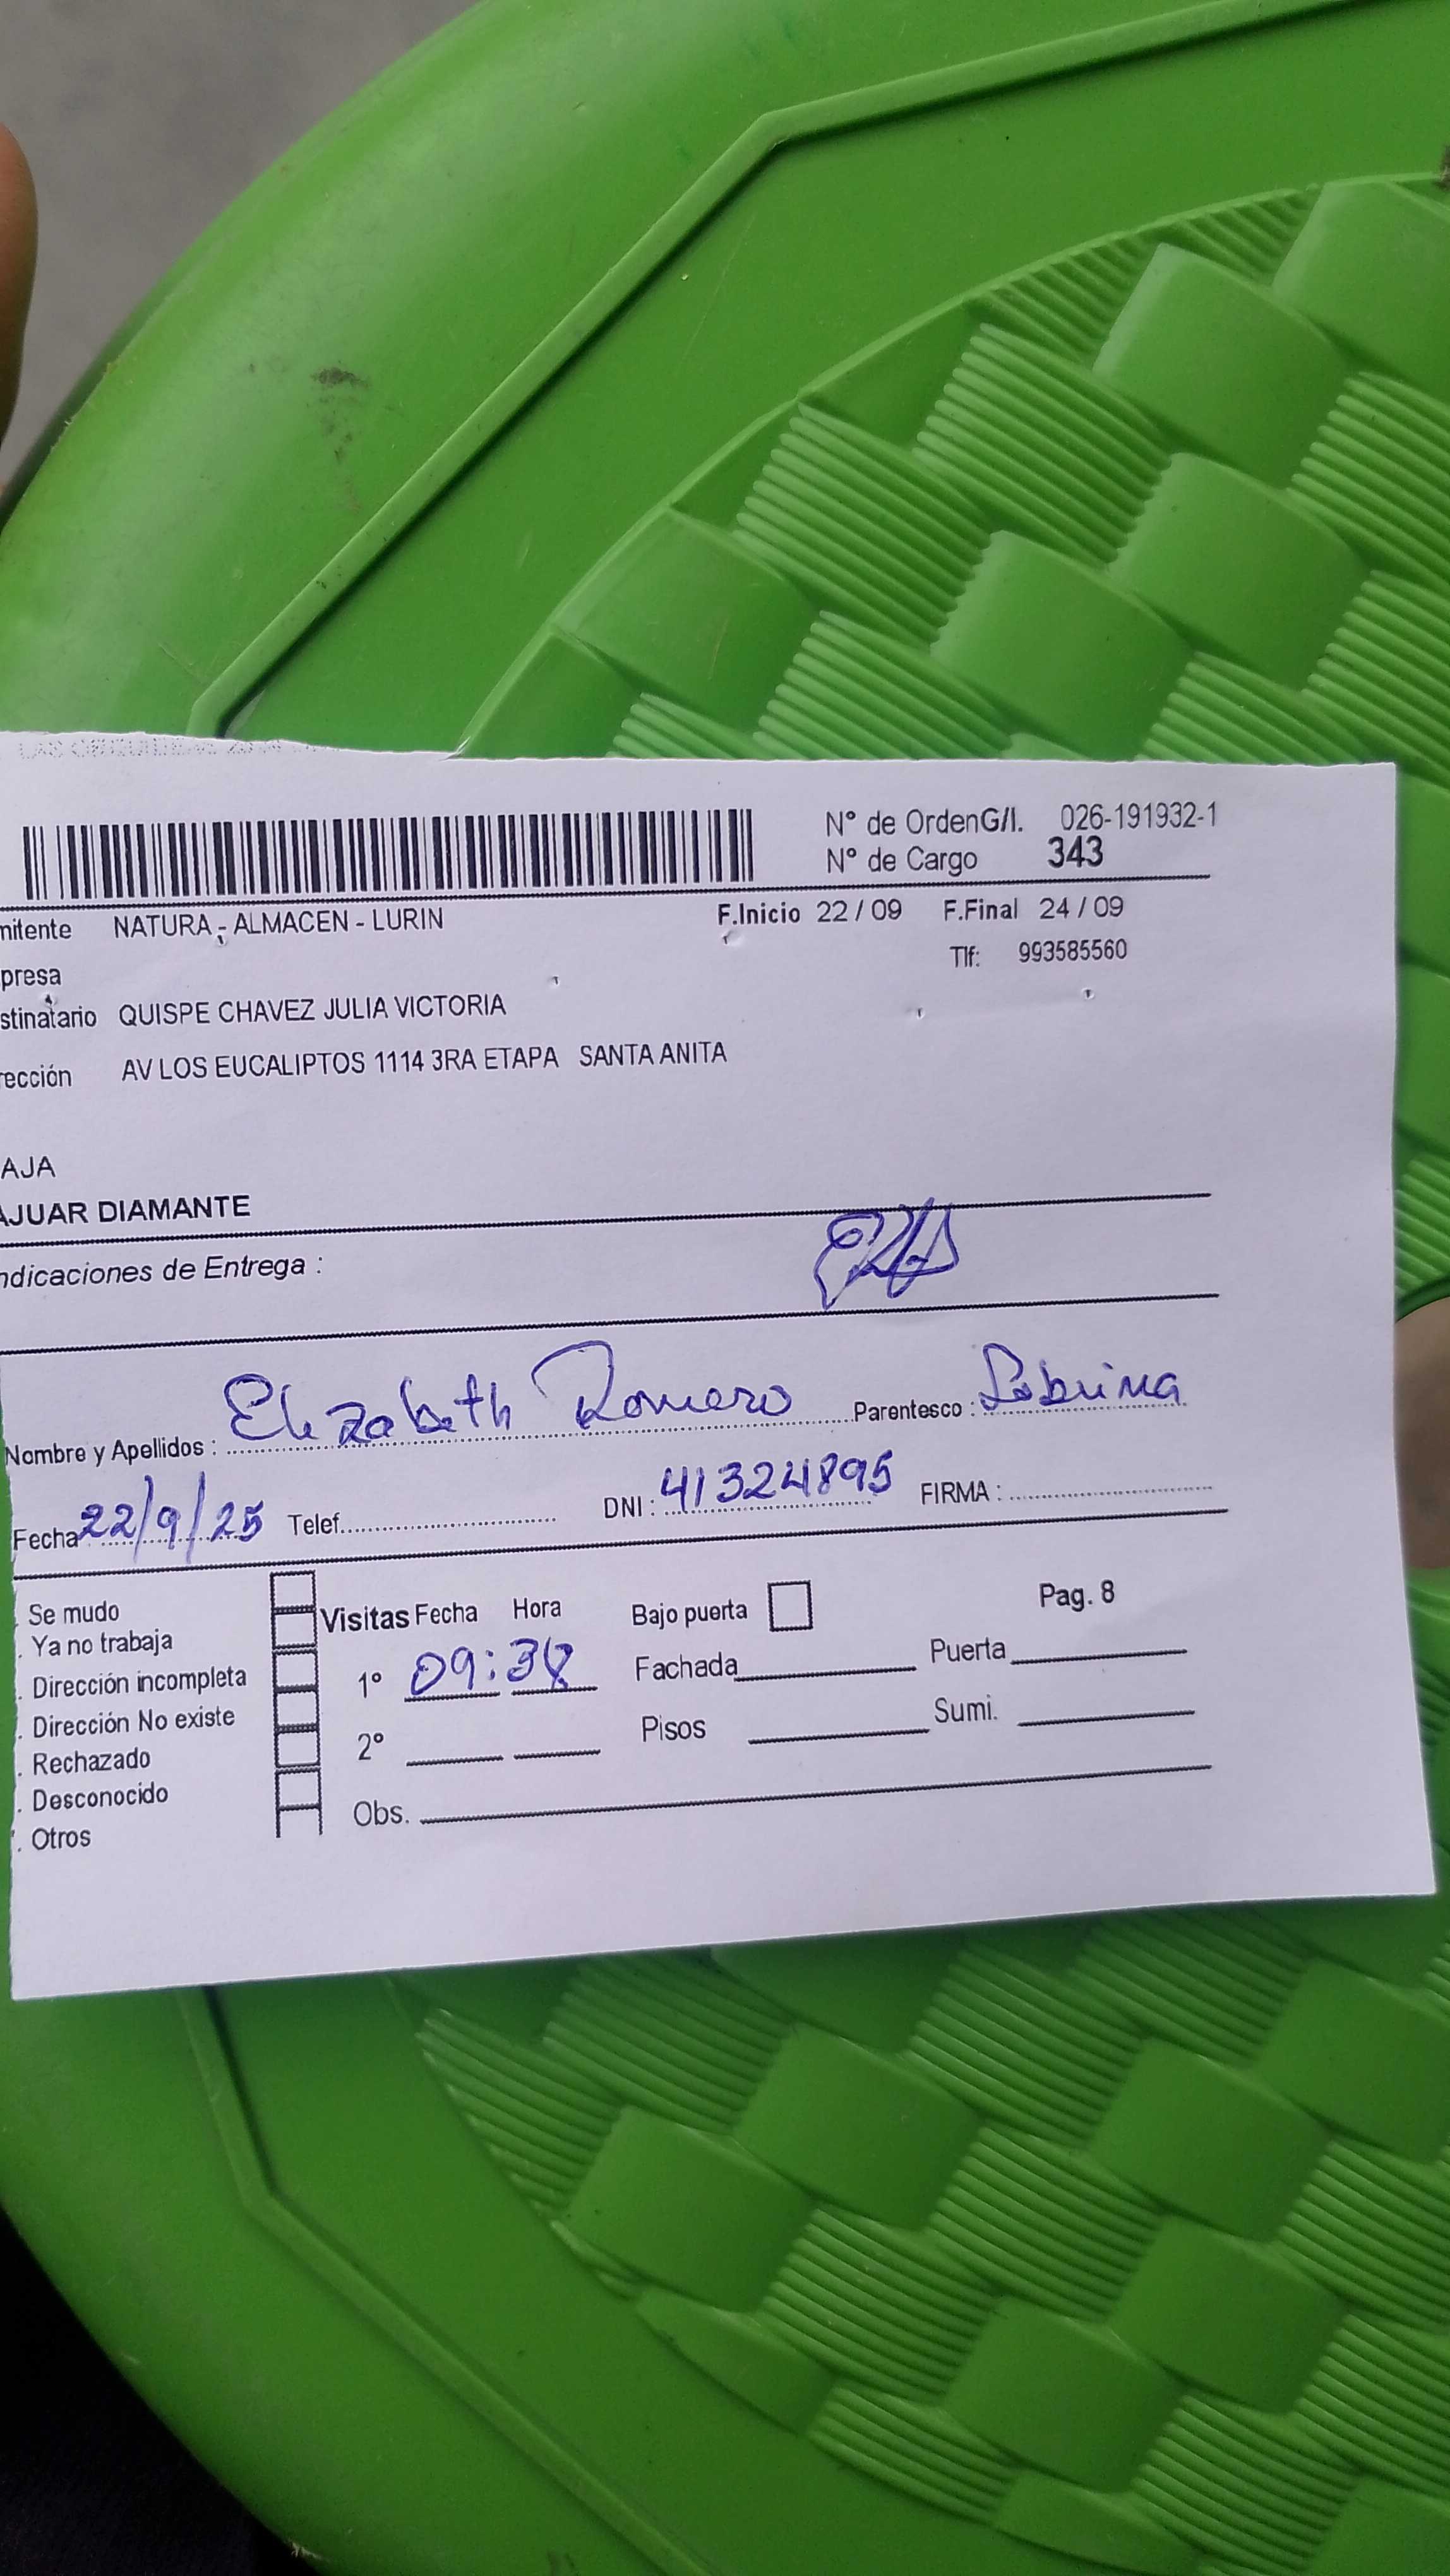 N° de OrdenG/I. 026-191932-1
N° de Cargo 343
mitente NATURA - ALMACEN - LURIN F.Inicio 22 / 09 F.Final 24 / 09
Tlf: 993585560
presa
stinatario QUISPE CHAVEZ JULIA VICTORIA
rección AV LOS EUCALIPTOS 1114 3RA ETAPA SANTA ANITA
AJA
AJUAR DIAMANTE
ndicaciones de Entrega :
Nombre y Apellidos : Elizabeth Romero Parentesco : Sobrina
Fecha 22/9/25 Telef. DNI : 41324895 FIRMA :
. Se mudo
. Ya no trabaja
. Dirección incompleta
. Dirección No existe
. Rechazado
. Desconocido
. Otros
Visitas Fecha Hora
1° 09:38
2°
Obs.
Bajo puerta
Fachada Puerta
Pisos Sumi.
Pag. 8